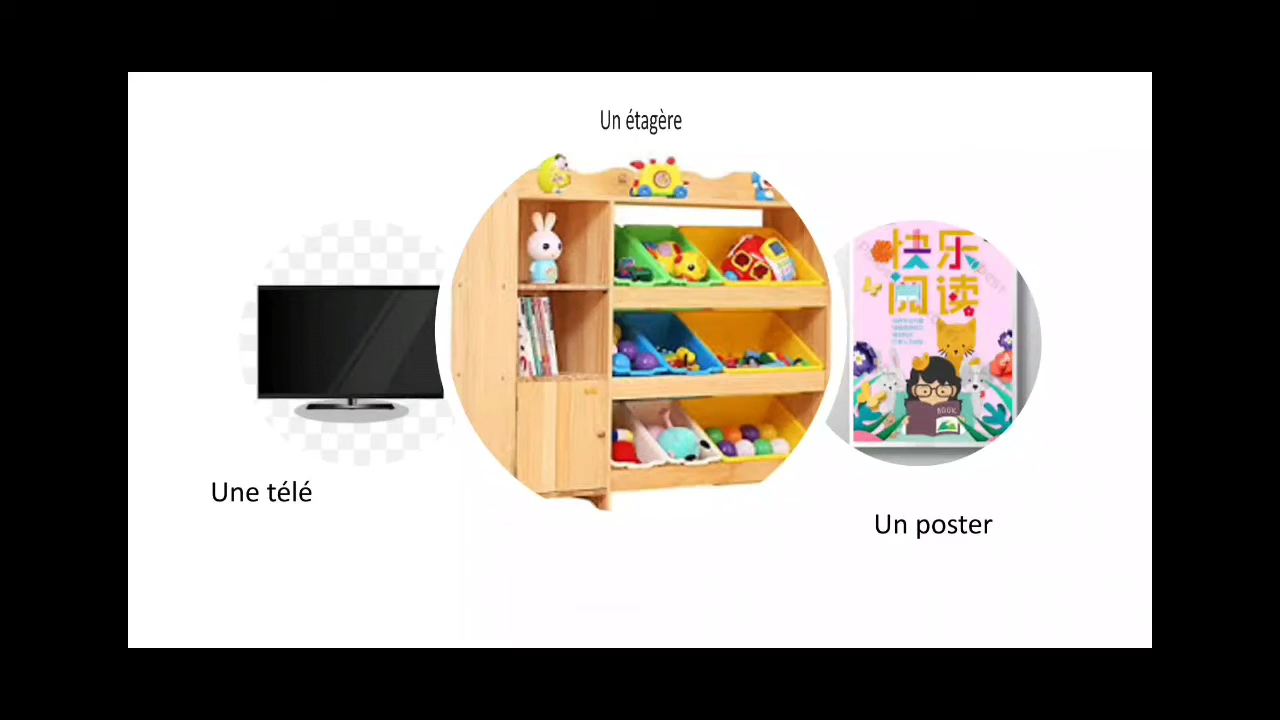 Un étagère
快乐
阅读
BOOK
Une télé
Un poster